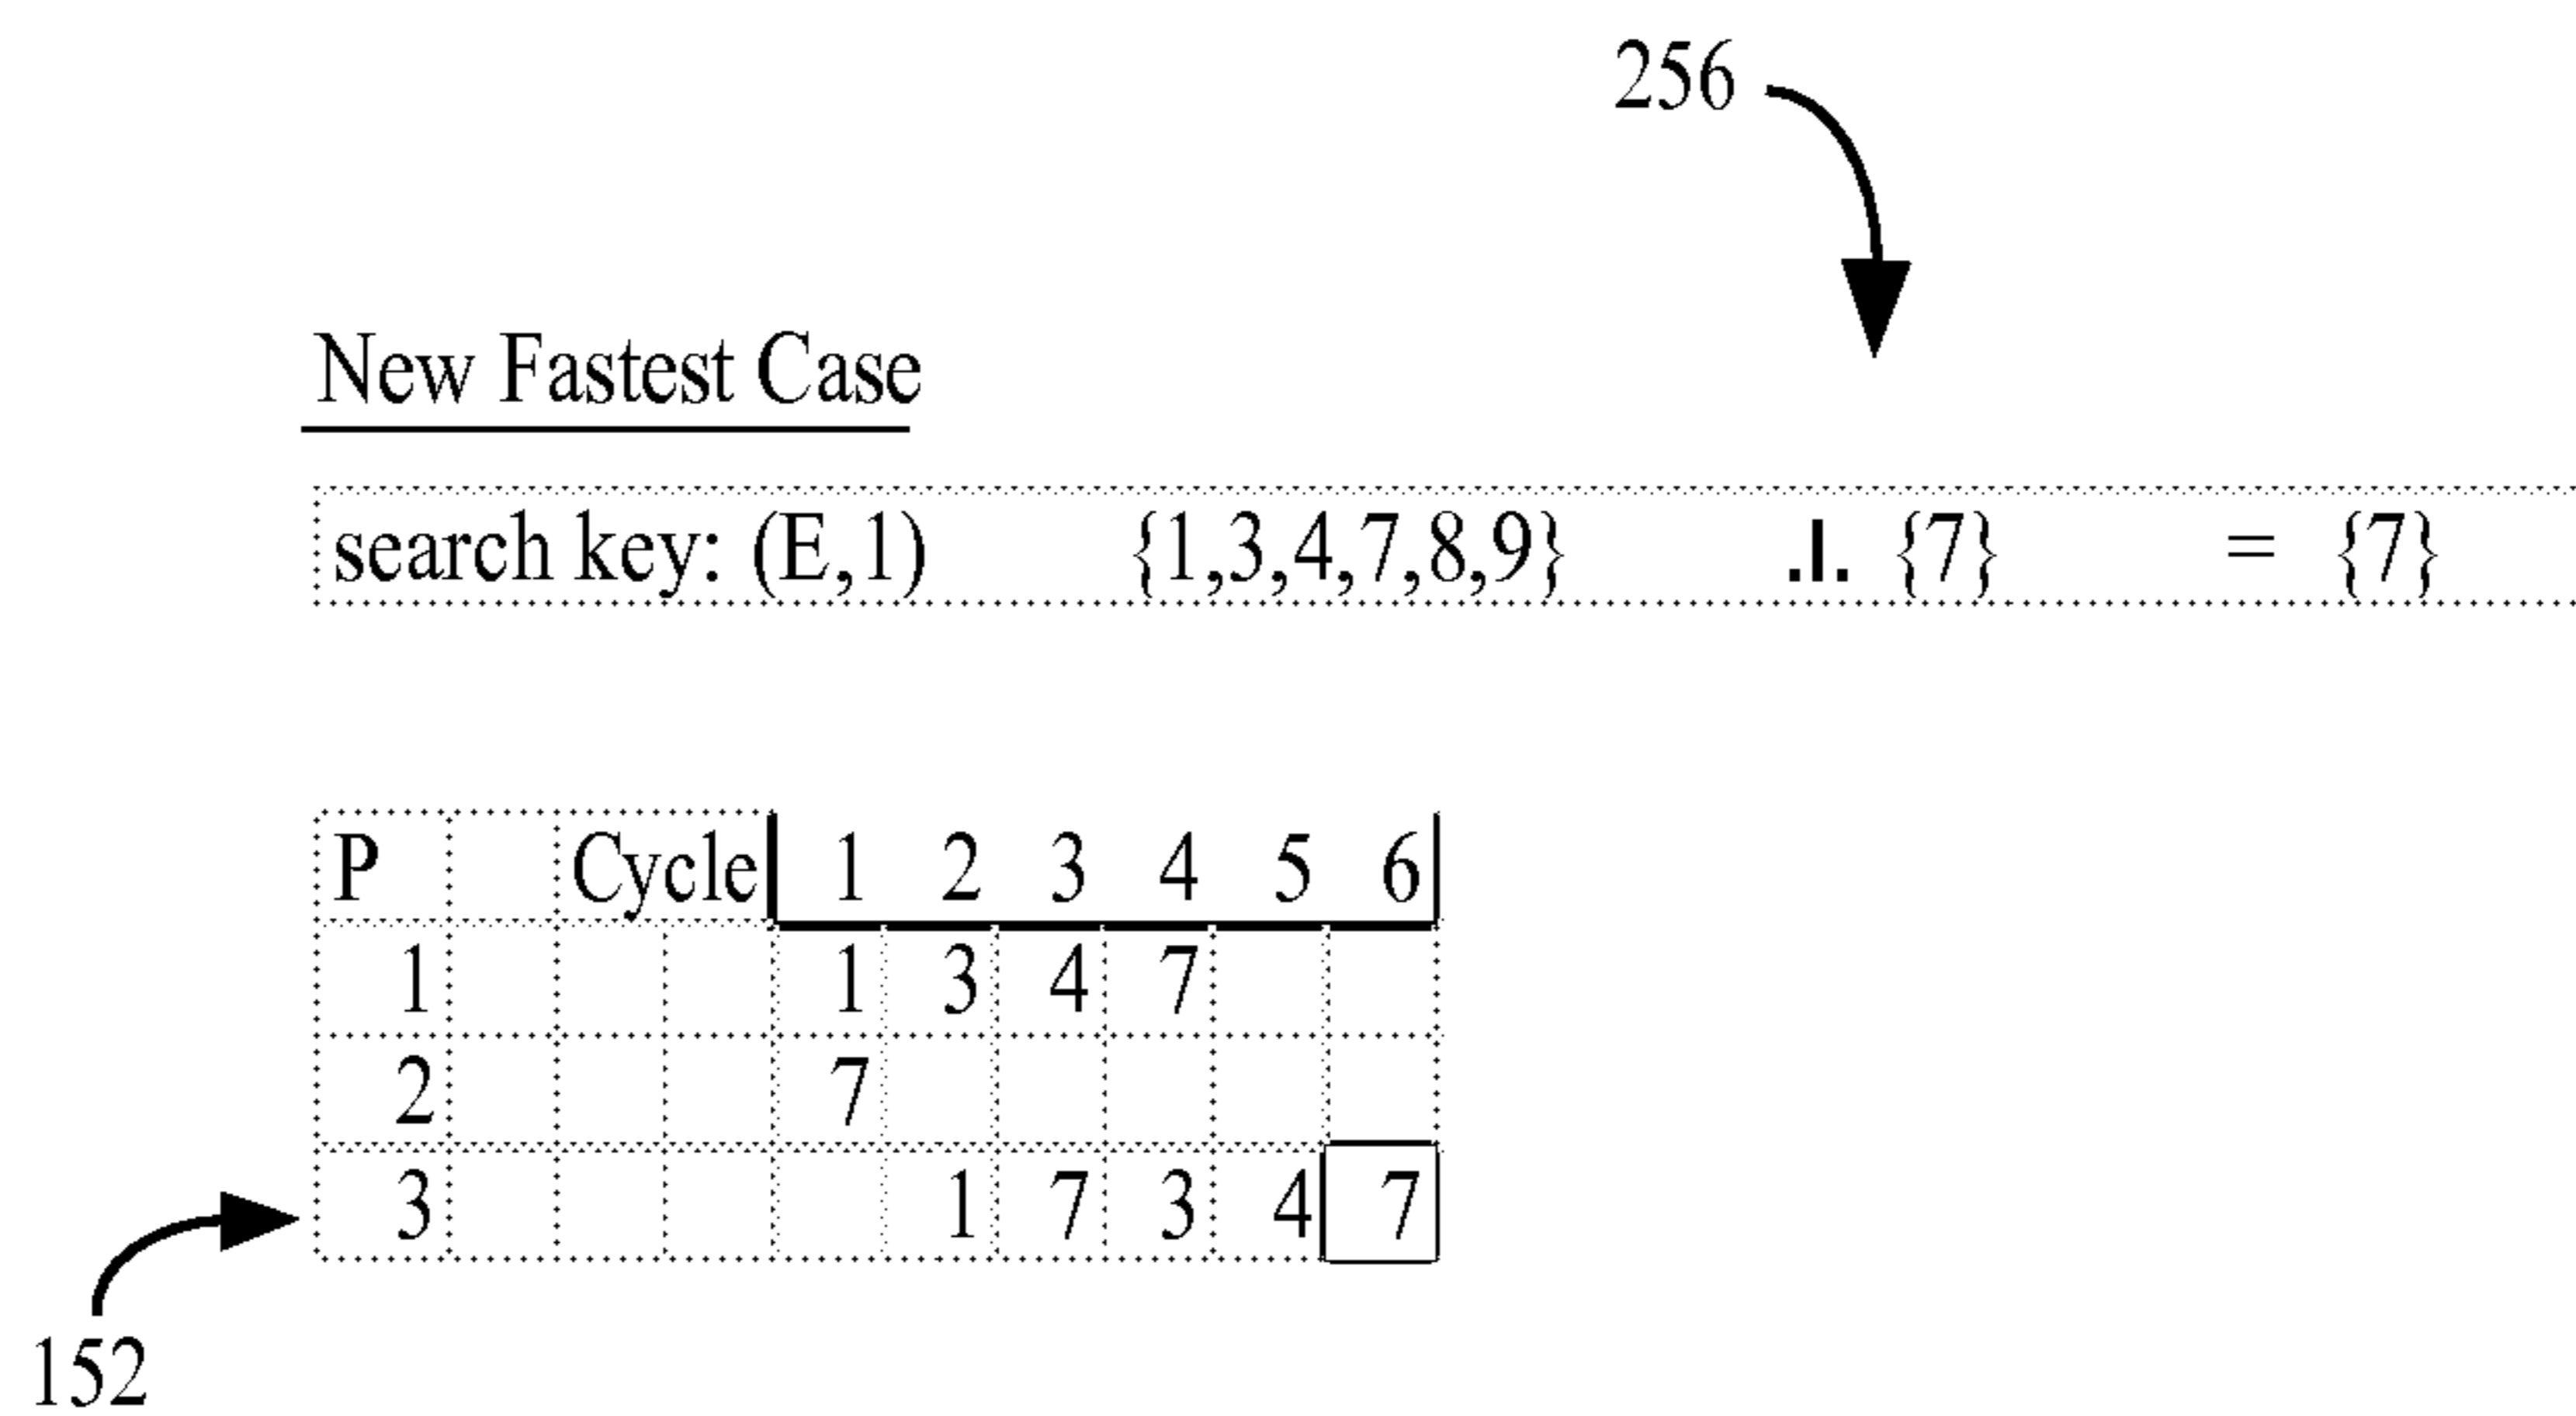 256
New Fastest Case
search key: (E,1) {1,3,4,7,8,9} .I. {7} = {7}
P Cycle 1 2 3 4 5 6
1 1 3 4 7
2 7
3 1 7 3 4 7
152